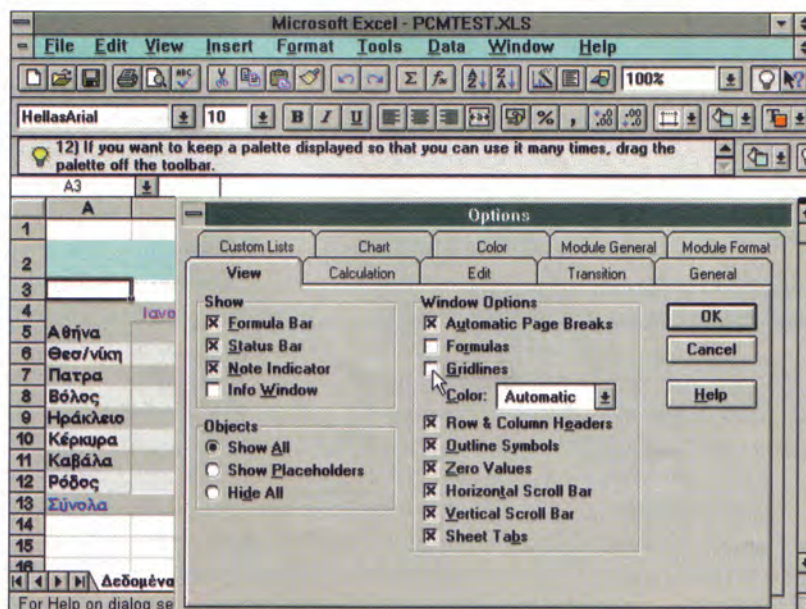 Microsoft Excel - PCMTEST.XLS
File Edit View Insert Format Tools Data Window Help
100%
HellasArial 10 B I U % ,
12) If you want to keep a palette displayed so that you can use it many times, drag the
palette off the toolbar.
A3
A
Options
Custom Lists Chart Color Module General Module Format
View Calculation Edit Transition General
Show
Formula Bar
Status Bar
Note Indicator
Info Window
Objects
Show All
Show Placeholders
Hide All
Window Options
Automatic Page Breaks
Formulas
Gridlines
Color: Automatic
Row & Column Headers
Outline Symbols
Zero Values
Horizontal Scroll Bar
Vertical Scroll Bar
Sheet Tabs
OK
Cancel
Help
1
2
3
4 Ιανο
5 Αθήνα
6 Θεσ/νίκη
7 Πατρα
8 Βόλος
9 Ηράκλειο
10 Κέρκυρα
11 Καβάλα
12 Ρόδος
13 Σύνολα
14
15
16
Δεδομένα
For Help on dialog se